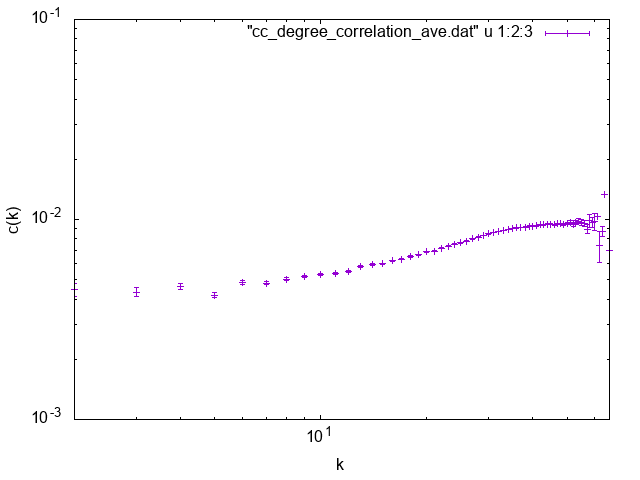 10^-1
"cc_degree_correlation_ave.dat" u 1:2:3
10^-2
c(k)
10^-3
10^1
k